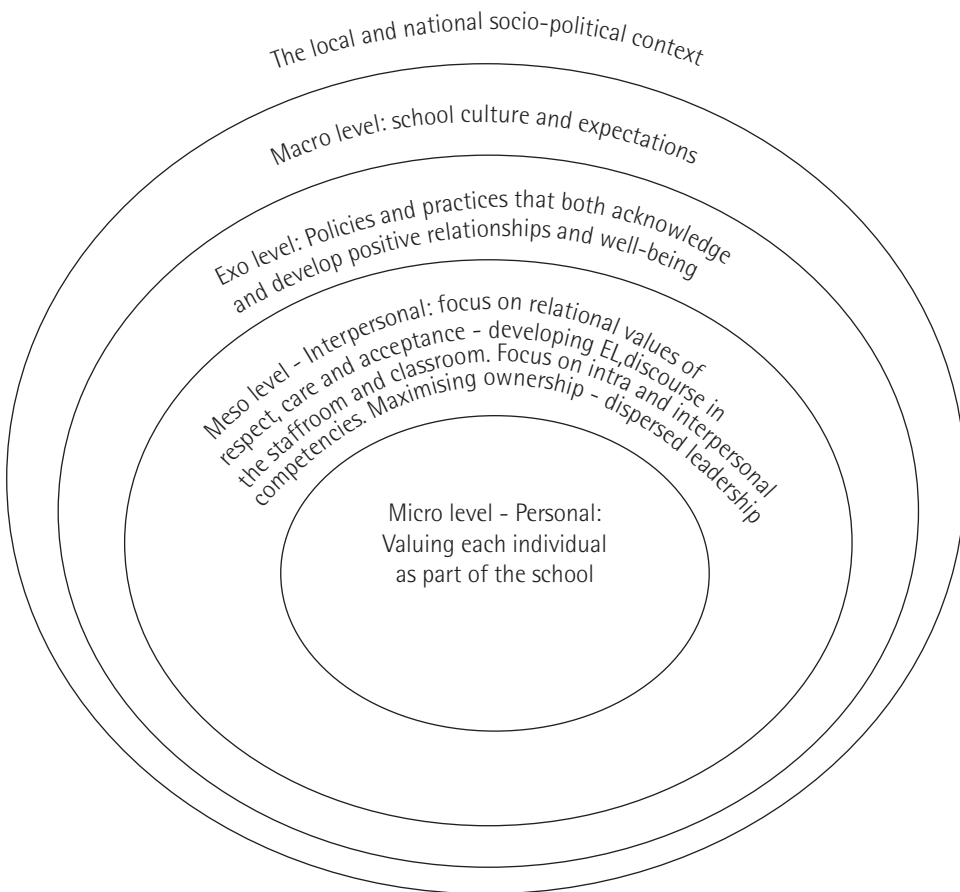 The local and national socio-political context
Macro level: school culture and expectations
Exo level: Policies and practices that both acknowledge
and develop positive relationships and well-being
Meso level - Interpersonal: focus on relational values of
respect, care and acceptance - developing EL,discourse in
the staffroom and classroom. Focus on intra and interpersonal
competencies. Maximising ownership - dispersed leadership
Micro level - Personal:
Valuing each individual
as part of the school